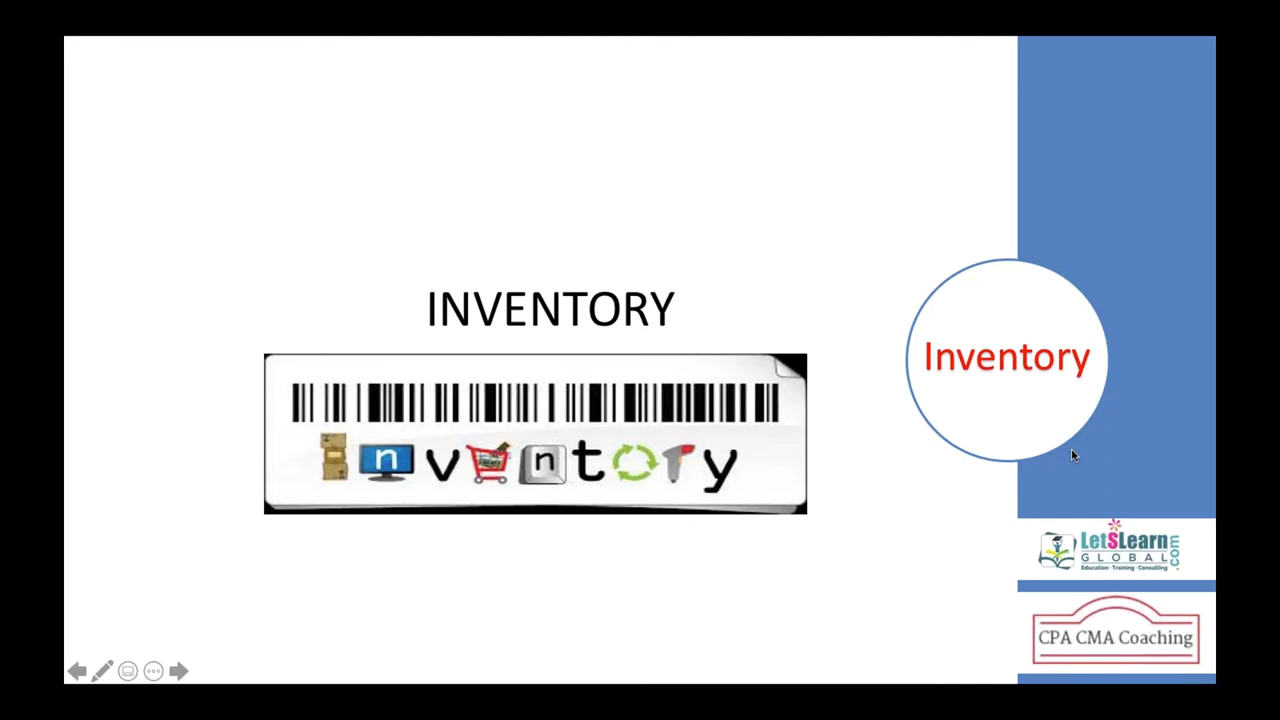 INVENTORY
Inventory
Inventory
LetSLearn
GLOBAL
.com
Education - Training - Consulting
CPA CMA Coaching